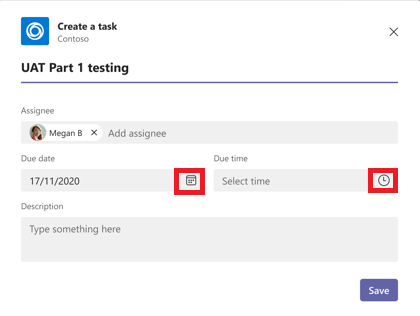 Create a task
Contoso
UAT Part 1 testing
Assignee
Megan B Add assignee
Due date Due time
17/11/2020 Select time
Description
Type something here
Save